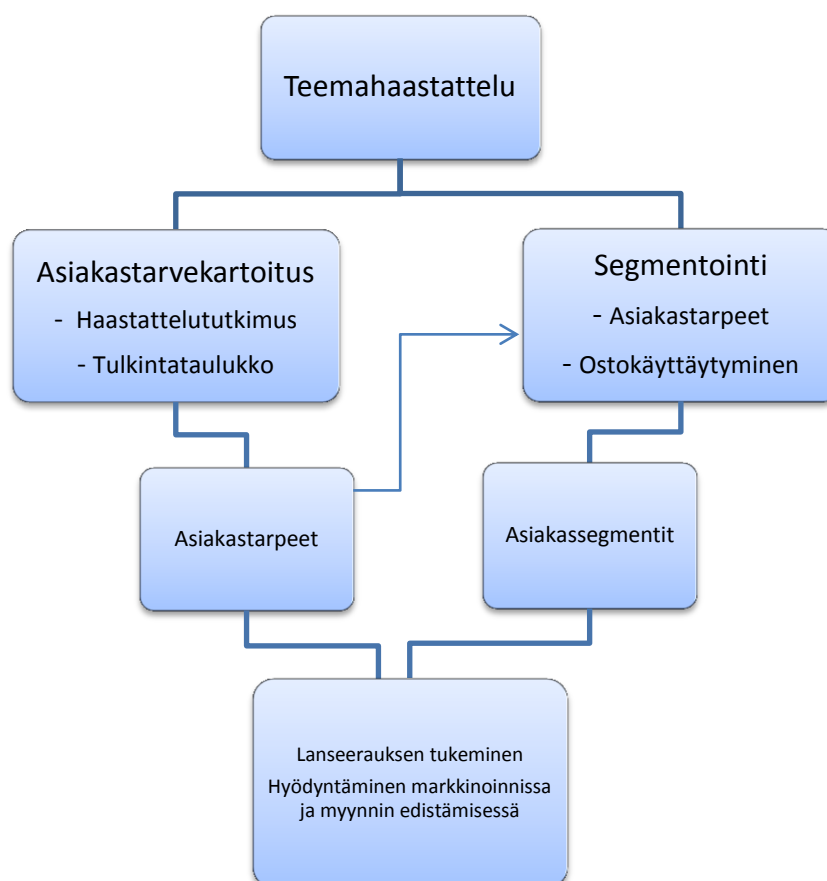 Teemahaastattelu
Asiakastarvekartoitus
- Haastattelututkimus
- Tulkintataulukko
Segmentointi
- Asiakastarpeet
- Ostokäyttäytyminen
Asiakastarpeet
Asiakassegmentit
Lanseerauksen tukeminen
Hyödyntäminen markkinoinnissa
ja myynnin edistämisessä